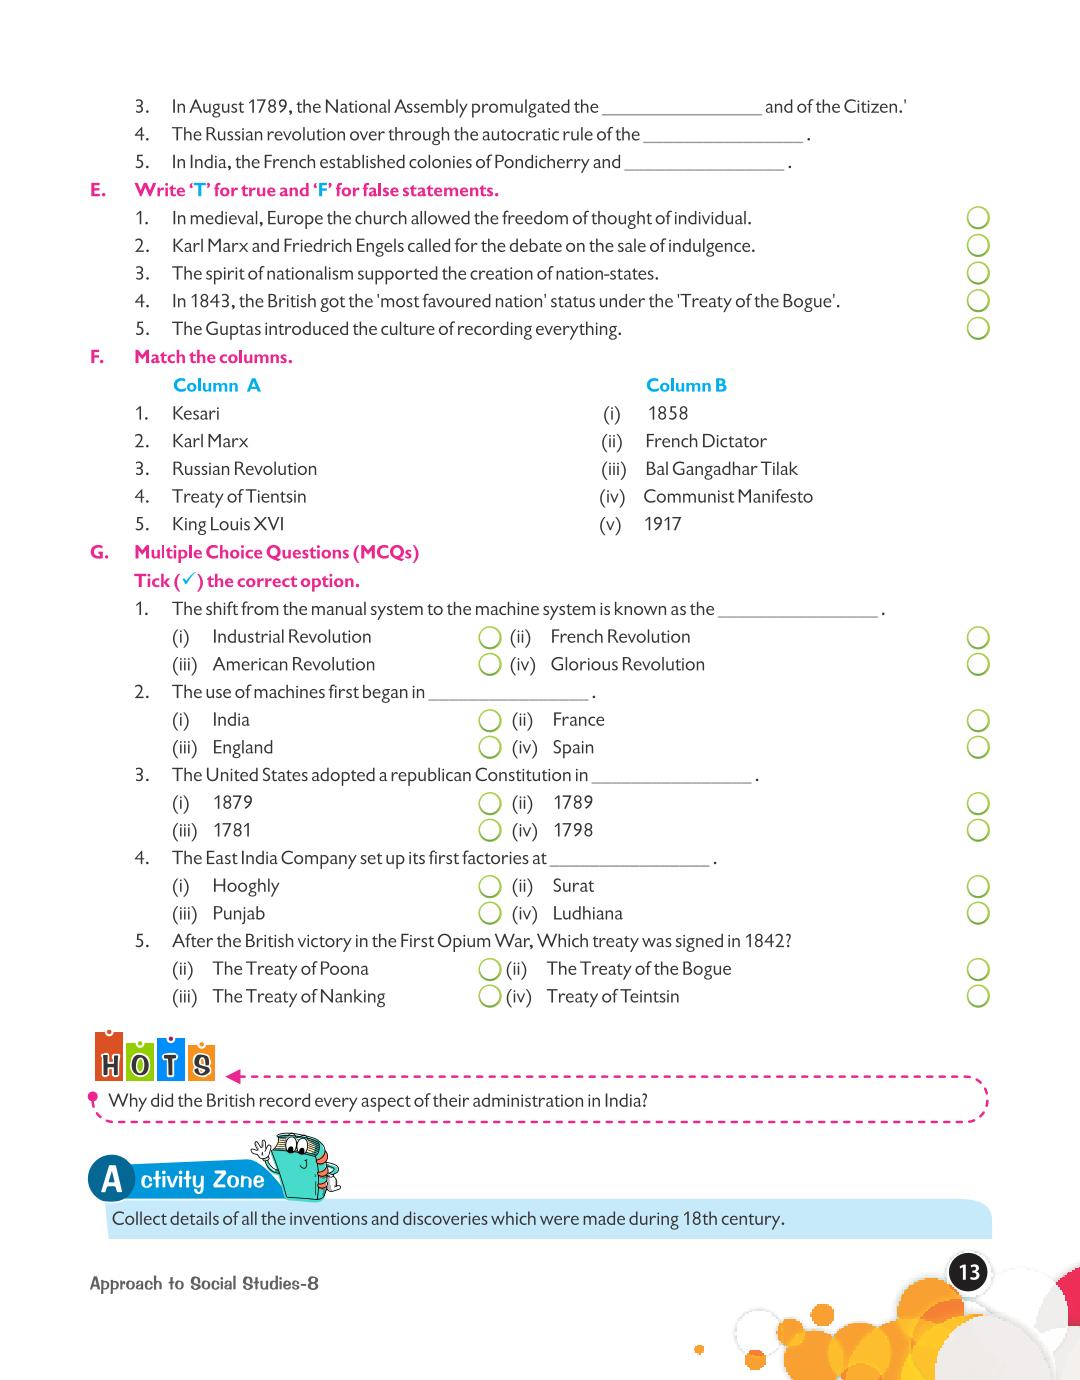 3. In August 1789, the National Assembly promulgated the ________________ and of the Citizen.'
4. The Russian revolution over through the autocratic rule of the ________________ .
5. In India, the French established colonies of Pondicherry and ________________ .
E. Write ‘T’ for true and ‘F’ for false statements.
1. In medieval, Europe the church allowed the freedom of thought of individual.
2. Karl Marx and Friedrich Engels called for the debate on the sale of indulgence.
3. The spirit of nationalism supported the creation of nation-states.
4. In 1843, the British got the 'most favoured nation' status under the 'Treaty of the Bogue'.
5. The Guptas introduced the culture of recording everything.
F. Match the columns.
Column A Column B
1. Kesari (i) 1858
2. Karl Marx (ii) French Dictator
3. Russian Revolution (iii) Bal Gangadhar Tilak
4. Treaty of Tientsin (iv) Communist Manifesto
5. King Louis XVI (v) 1917
G. Multiple Choice Questions (MCQs)
Tick (✓) the correct option.
1. The shift from the manual system to the machine system is known as the ________________ .
(i) Industrial Revolution (ii) French Revolution
(iii) American Revolution (iv) Glorious Revolution
2. The use of machines first began in ________________ .
(i) India (ii) France
(iii) England (iv) Spain
3. The United States adopted a republican Constitution in ________________ .
(i) 1879 (ii) 1789
(iii) 1781 (iv) 1798
4. The East India Company set up its first factories at ________________ .
(i) Hooghly (ii) Surat
(iii) Punjab (iv) Ludhiana
5. After the British victory in the First Opium War, Which treaty was signed in 1842?
(ii) The Treaty of Poona (ii) The Treaty of the Bogue
(iii) The Treaty of Nanking (iv) Treaty of Teintsin
HOTS
Why did the British record every aspect of their administration in India?
Activity Zone
Collect details of all the inventions and discoveries which were made during 18th century.
13
Approach to Social Studies-8